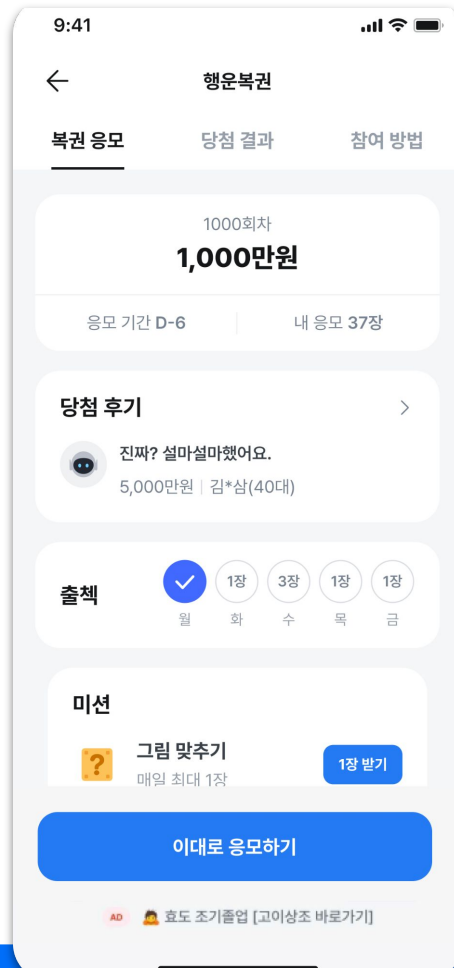 9:41
행운복권
복권 응모 당첨 결과 참여 방법
1000회차
1,000만원
응모 기간 D-6 내 응모 37장
당첨 후기
진짜? 설마설마했어요.
5,000만원 | 김*삼(40대)
출첵
1장 3장 1장 1장
월 화 수 목 금
미션
그림 맞추기
매일 최대 1장
1장 받기
이대로 응모하기
AD 효도 조기졸업 [고이상조 바로가기]